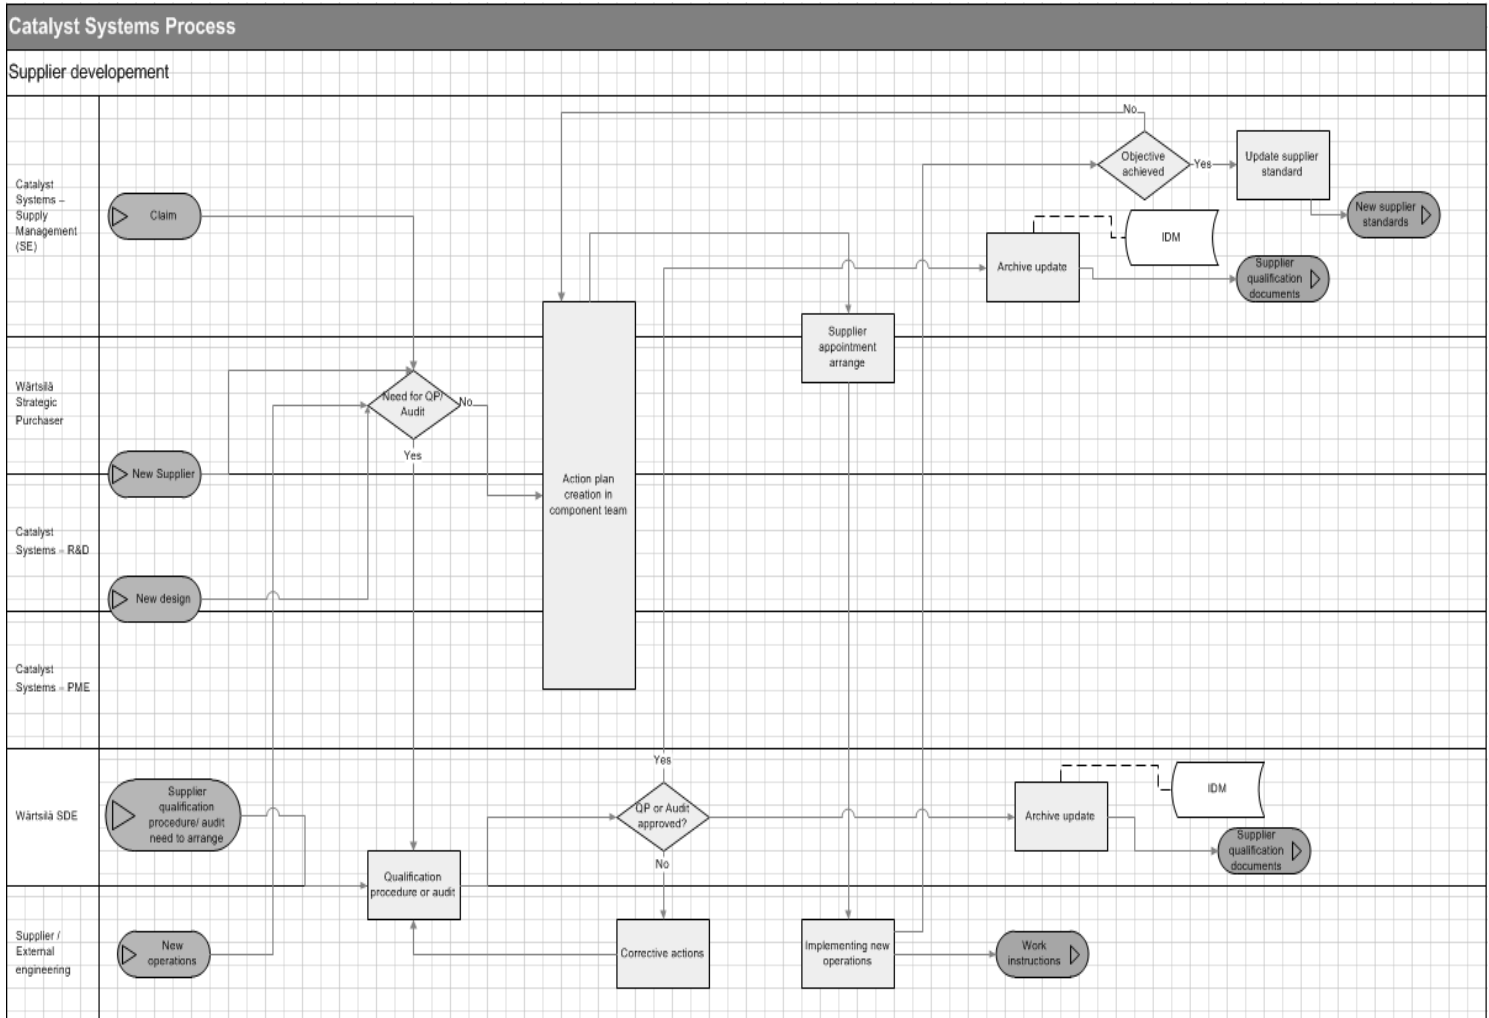 Catalyst Systems Process
Supplier developement
Catalyst
Systems –
Supply
Management
(SE)
Claim
No
Objective
achieved
Yes
Update supplier
standard
New supplier
standards
IDM
Archive update
Supplier
qualification
documents
Supplier
appointment
arrange
Wärtsilä
Strategic
Purchaser
Need for QP/
Audit
No
Yes
New Supplier
Action plan
creation in
component team
Catalyst
Systems – R&D
New design
Catalyst
Systems – PME
Wärtsilä SDE
Supplier
qualification
procedure/ audit
need to arrange
Yes
QP or Audit
approved?
No
Archive update
IDM
Supplier
qualification
documents
Qualification
procedure or audit
Supplier /
External
engineering
New
operations
Corrective actions
Implementing new
operations
Work
instructions